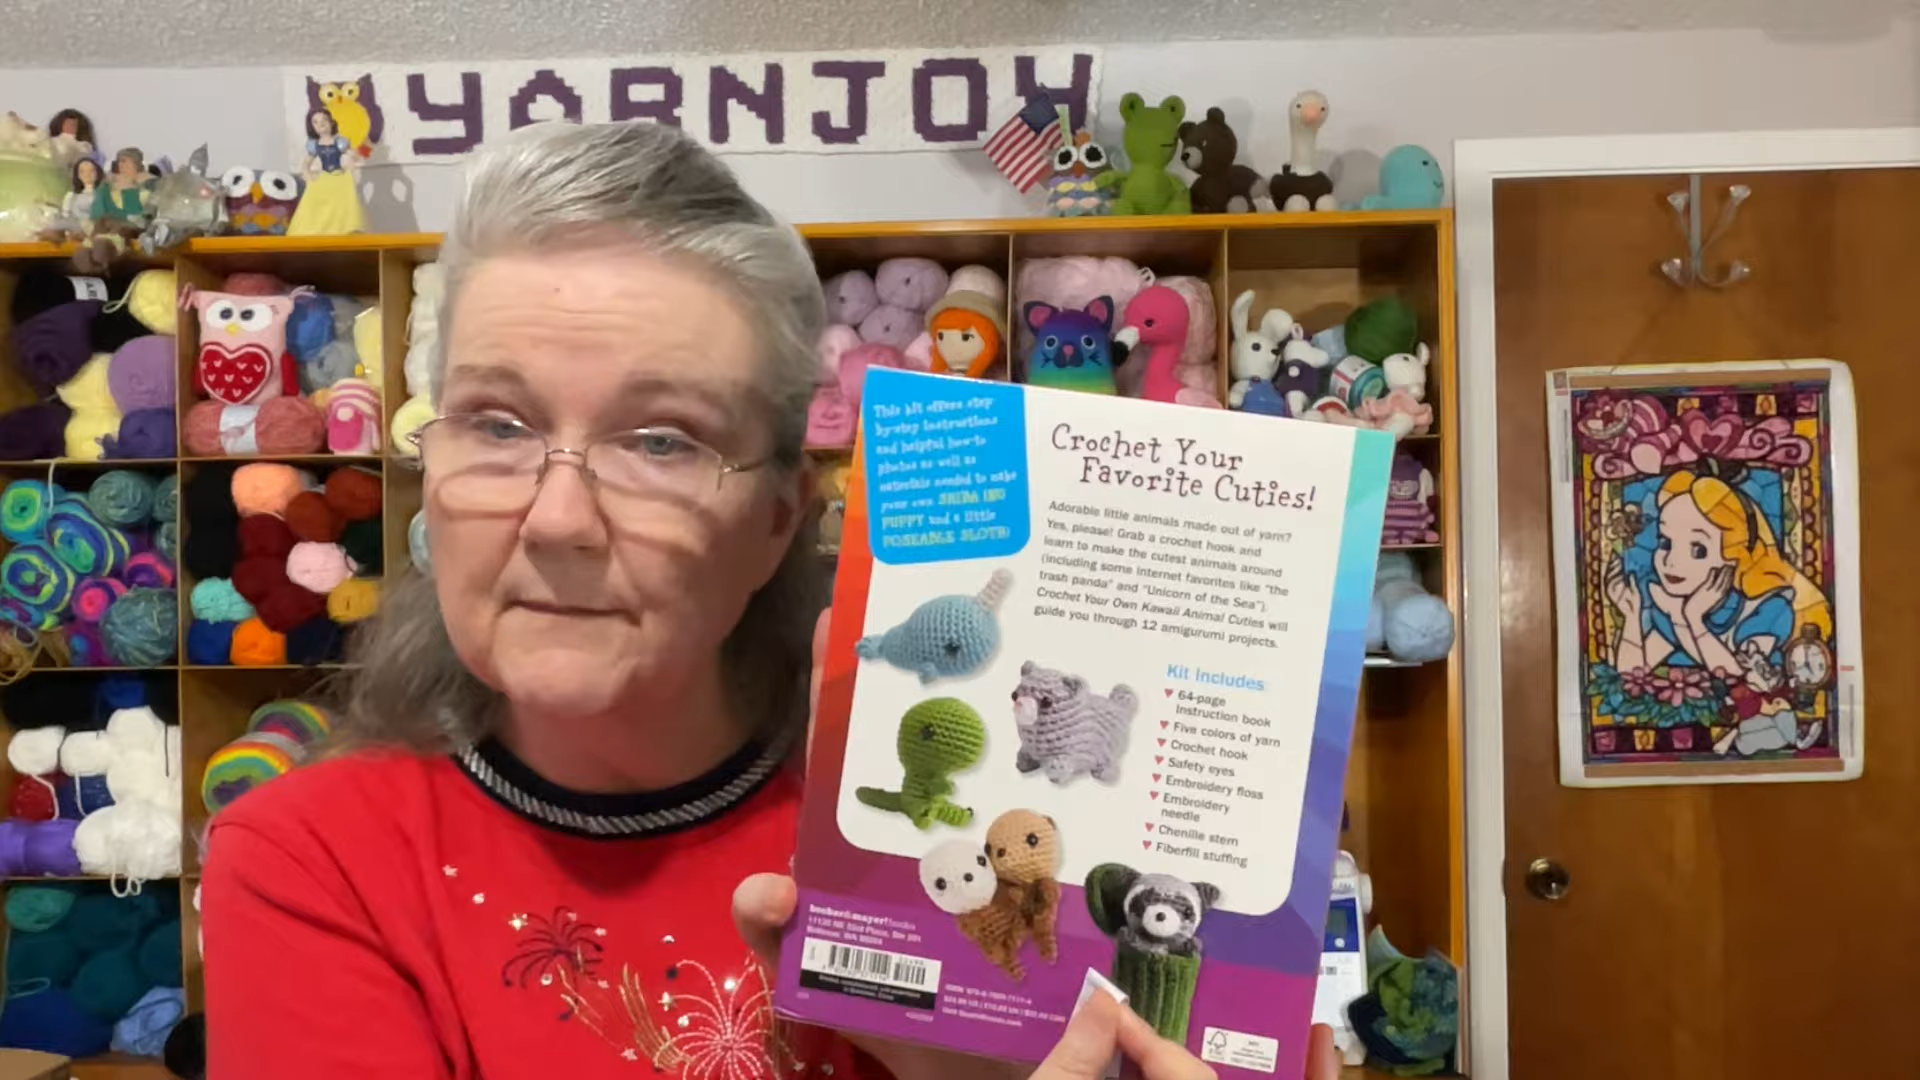 YARNJOY
This kit offers step-
by-step instructions
and helpful how-to
photos as well as
materials needed to make
your own SHIBA INU
PUPPY and a little
POSEABLE SLOTH!
Crochet Your
Favorite Cuties!
Adorable little animals made out of yarn?
Yes, please! Grab a crochet hook and
learn to make the cutest animals around
(including some internet favorites like "the
trash panda" and "Unicorn of the Sea").
Crochet Your Own Kawaii Animal Cuties will
guide you through 12 amigurumi projects.
Kit Includes:
64-page
Instruction book
Five colors of yarn
Crochet hook
Safety eyes
Embroidery floss
Embroidery
needle
Chenille stem
Fiberfill stuffing
becker&mayer! books
Bellevue, WA